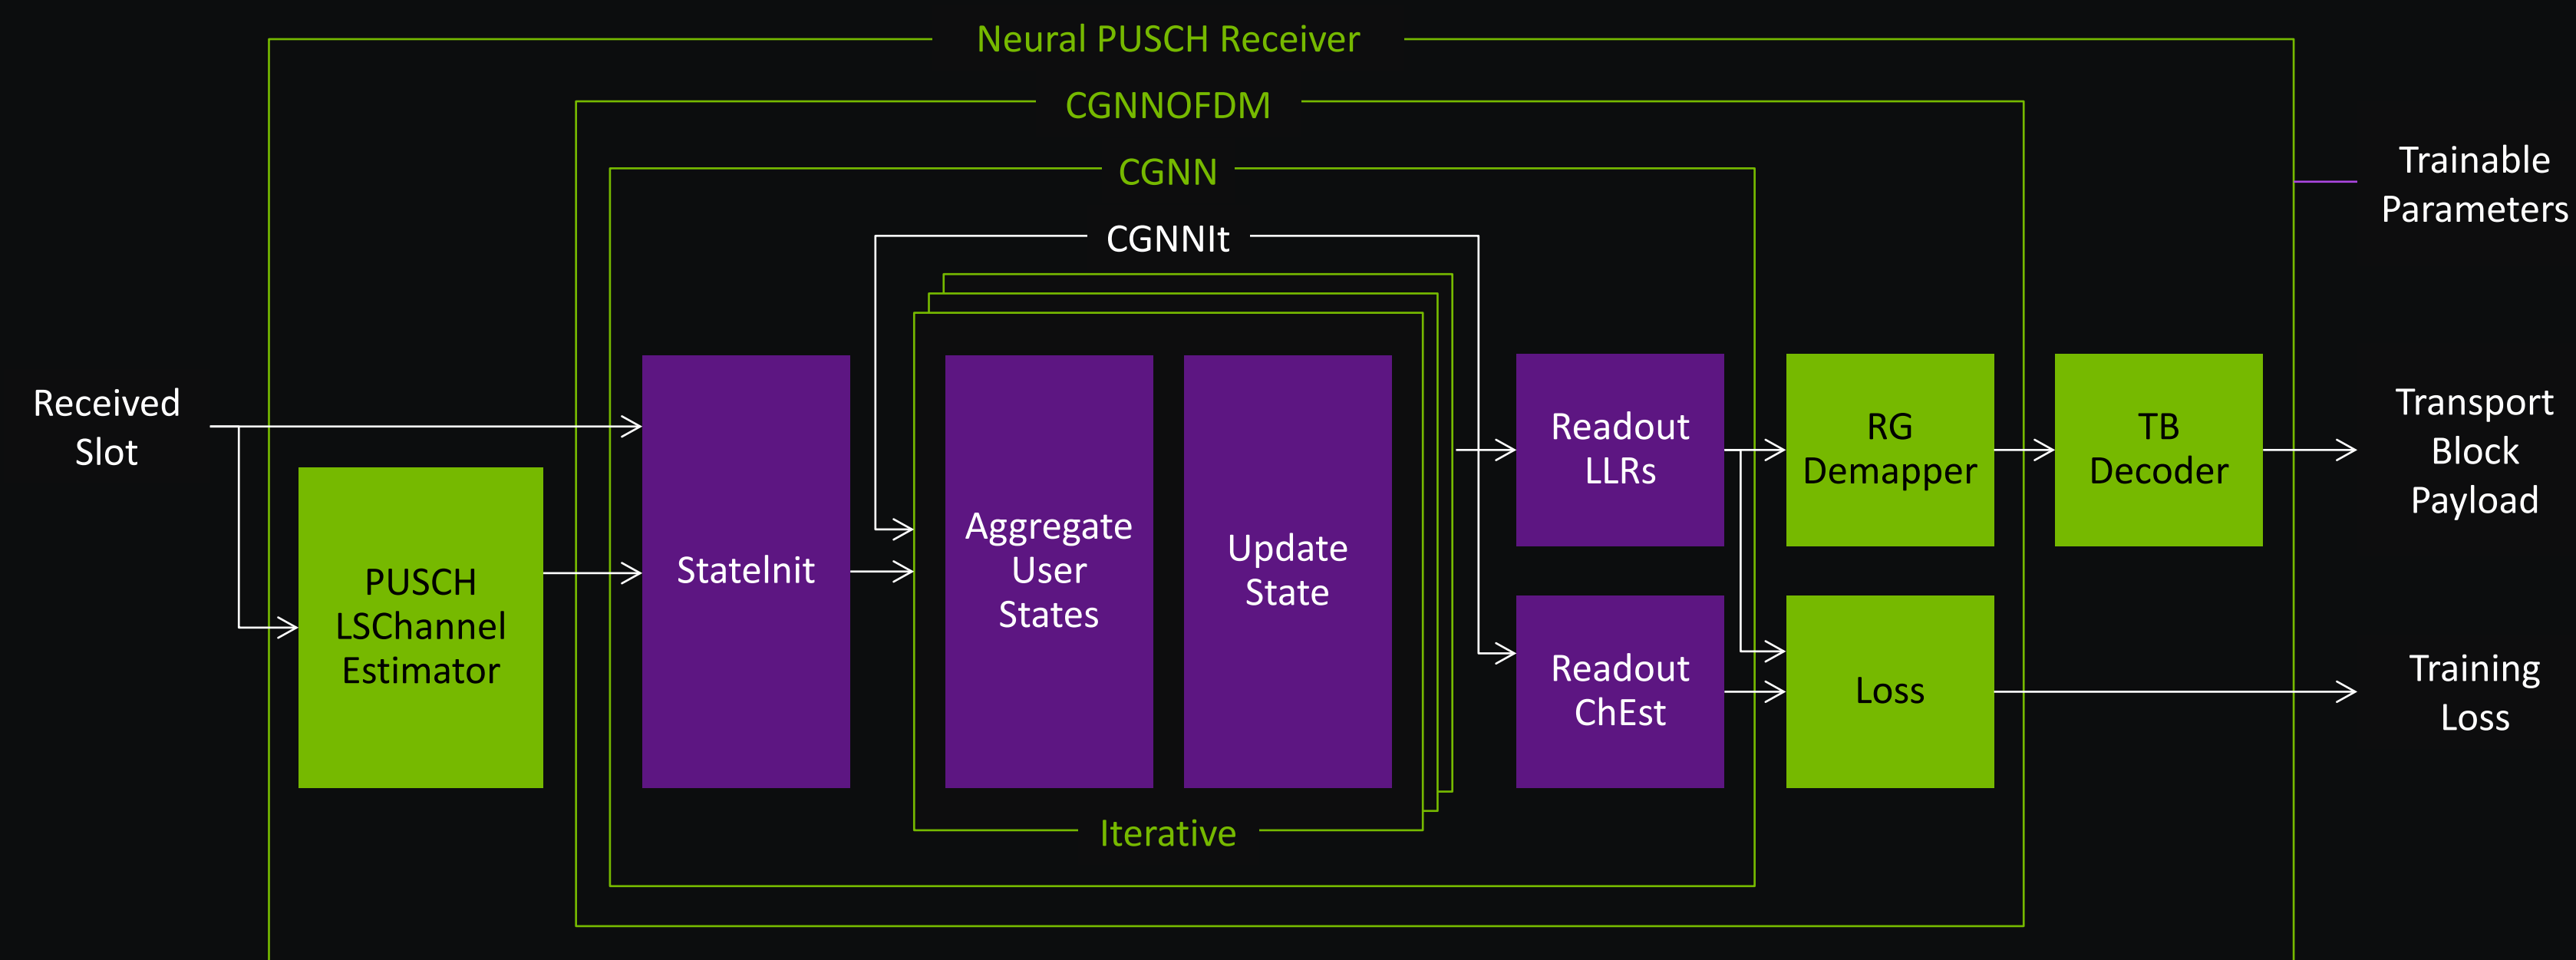 Neural PUSCH Receiver
CGNNOFDM
CGNN
CGNNIt
Trainable
Parameters
Received
Slot
PUSCH
LSChannel
Estimator
StateInit
Aggregate
User
States
Update
State
Iterative
Readout
LLRs
Readout
ChEst
RG
Demapper
Loss
TB
Decoder
Transport
Block
Payload
Training
Loss